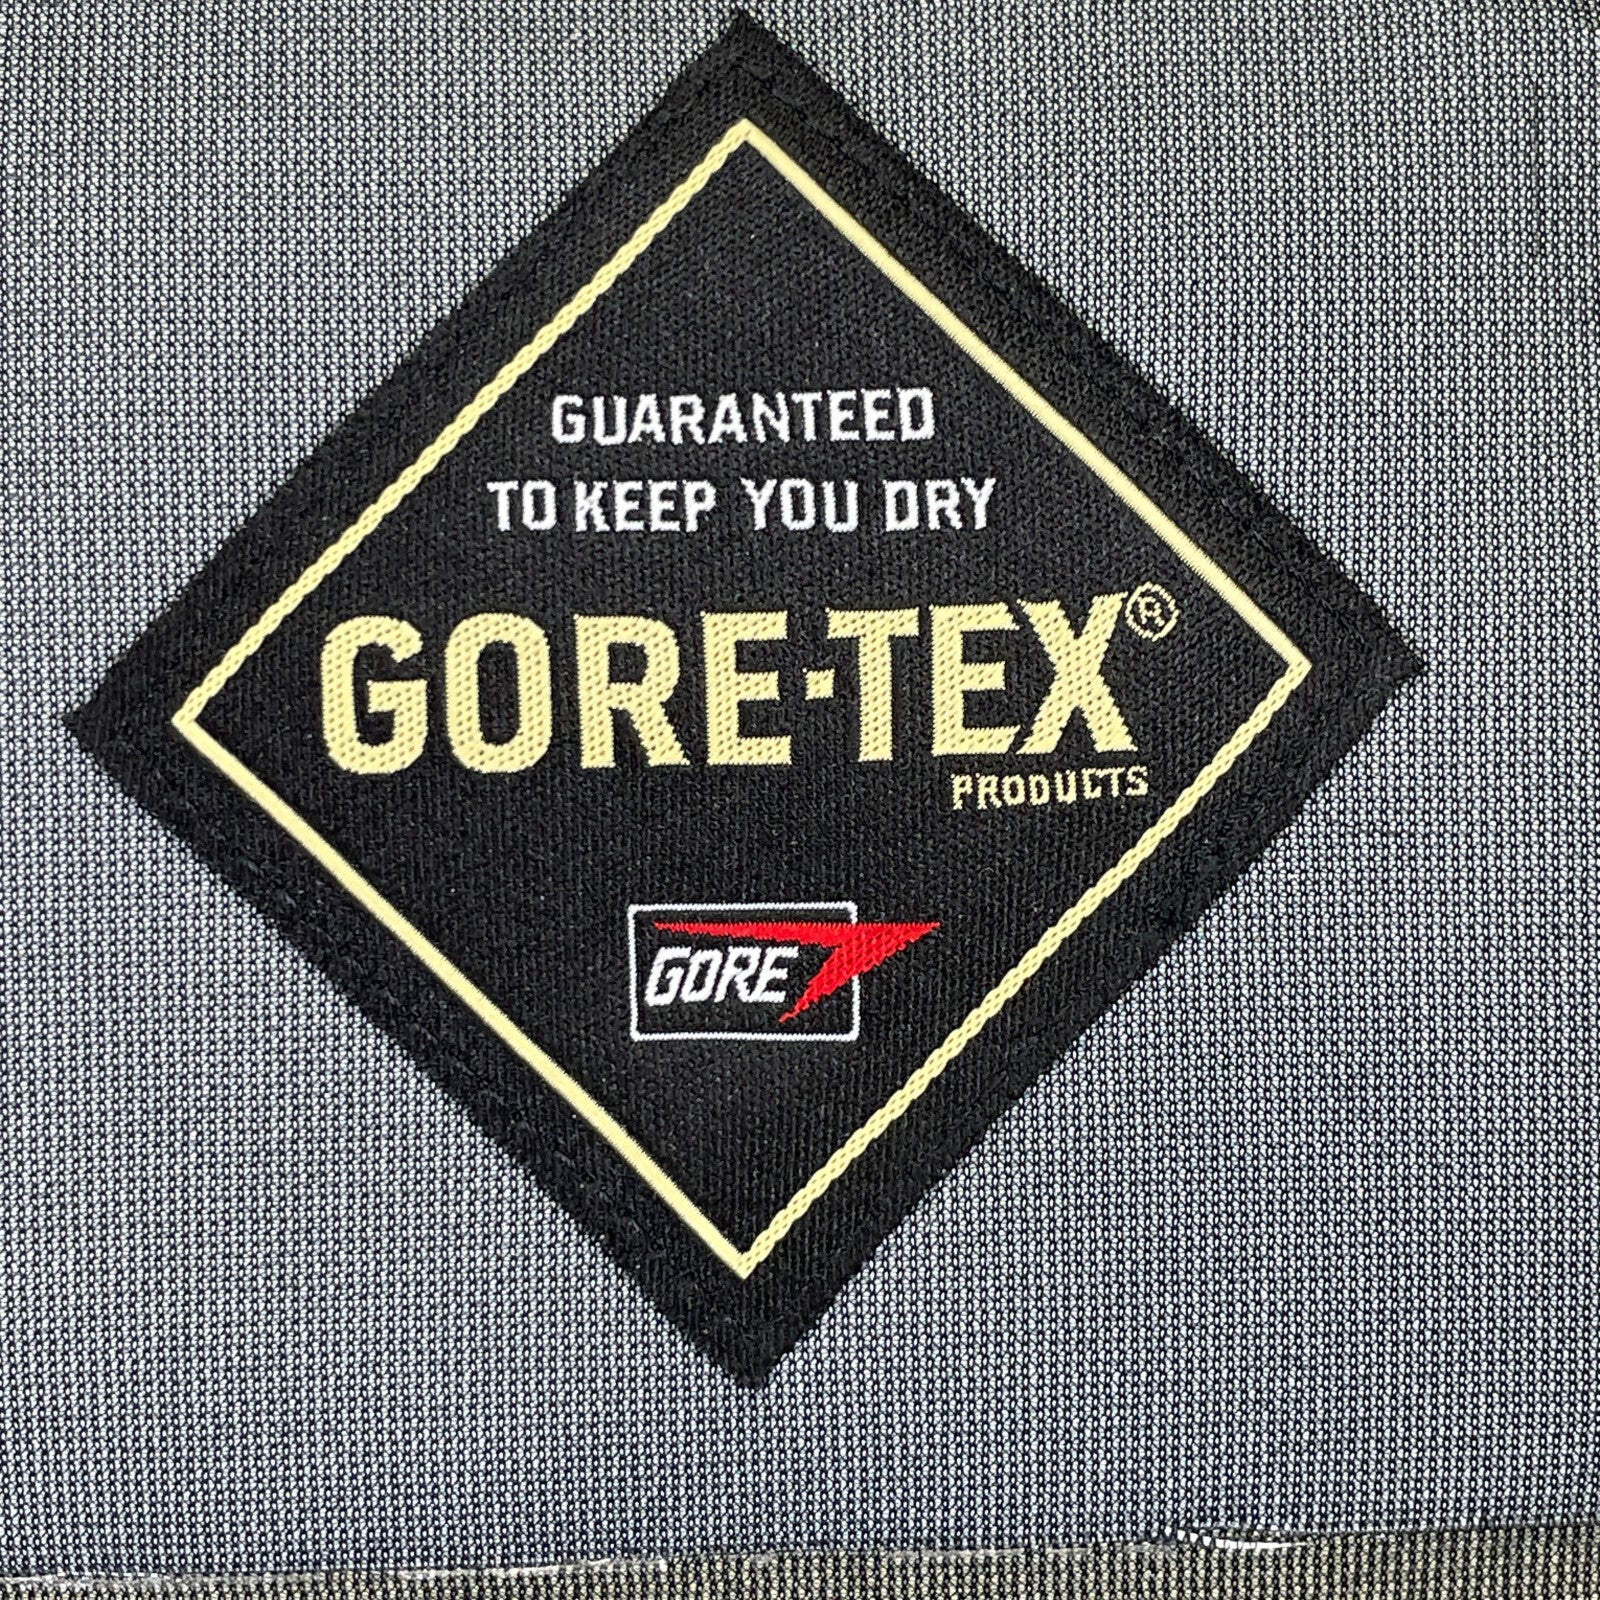 GUARANTEED
TO KEEP YOU DRY
GORE-TEX®
PRODUCTS
GORE